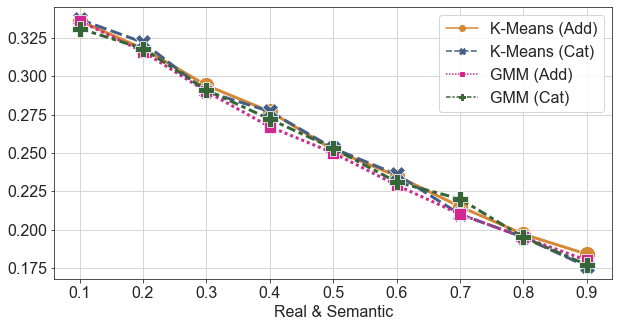 K-Means (Add)
K-Means (Cat)
GMM (Add)
GMM (Cat)
0.325
0.300
0.275
0.250
0.225
0.200
0.175
0.1 0.2 0.3 0.4 0.5 0.6 0.7 0.8 0.9
Real & Semantic